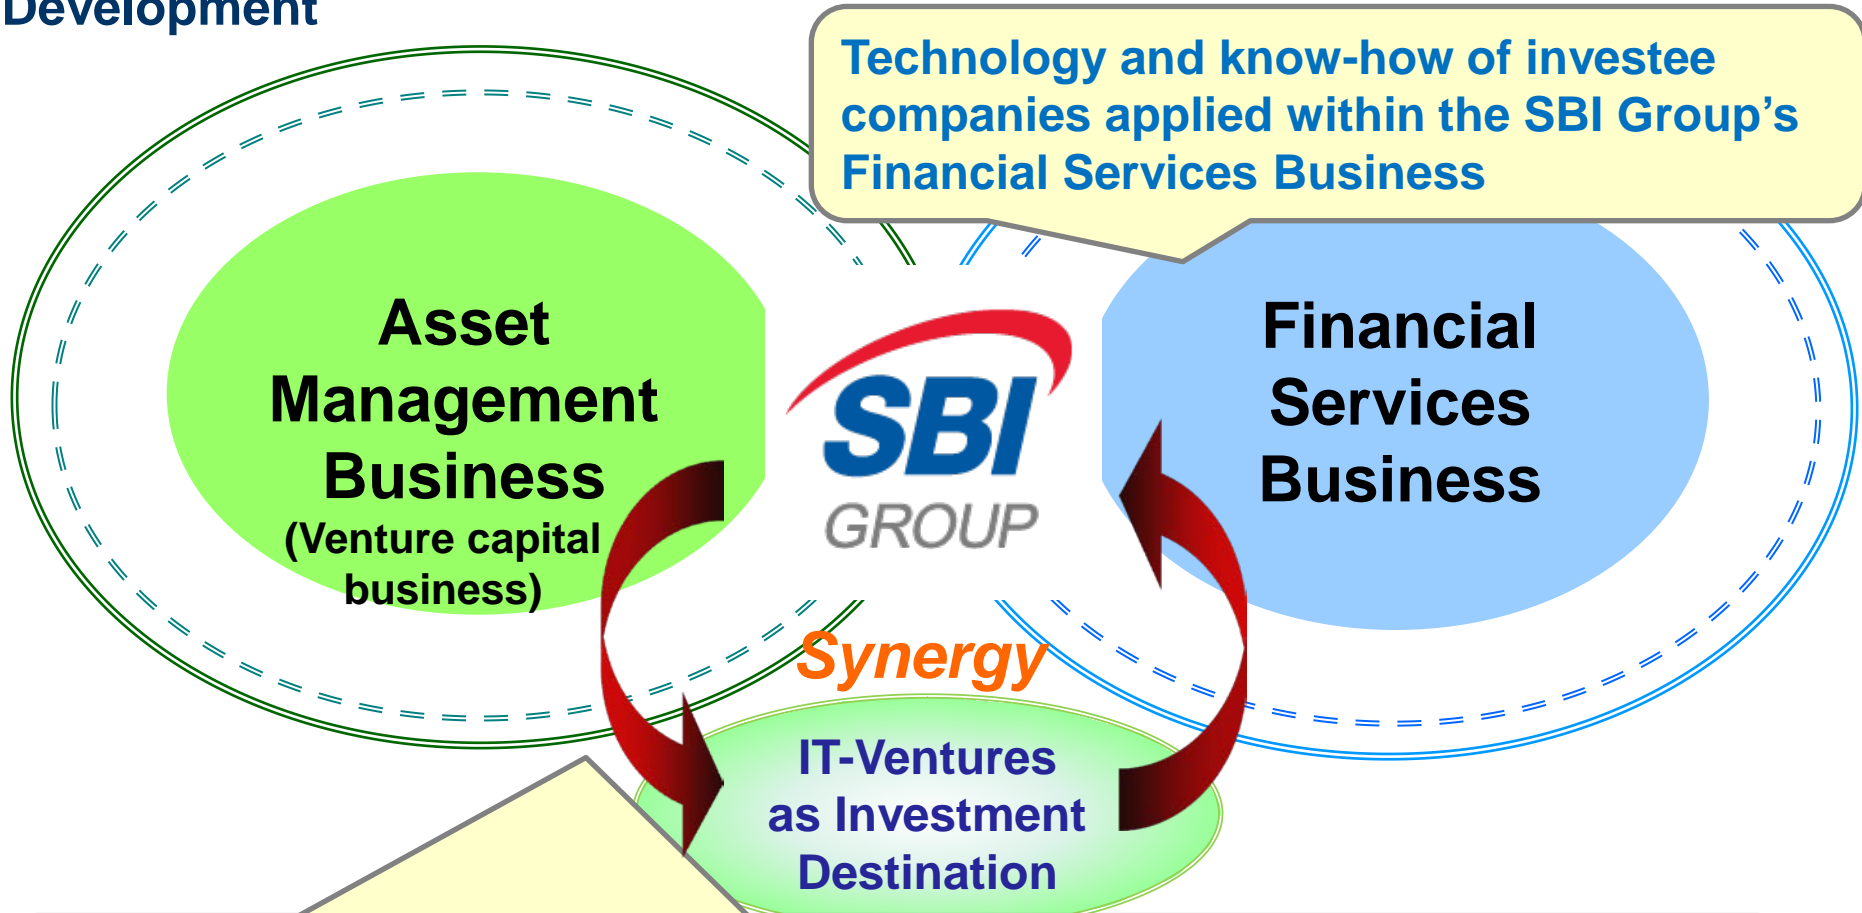 Development
Technology and know-how of investee
companies applied within the SBI Group’s
Financial Services Business
Asset
Management
Business
(Venture capital
business)
SBI
GROUP
Financial
Services
Business
Synergy
IT-Ventures
as Investment
Destination